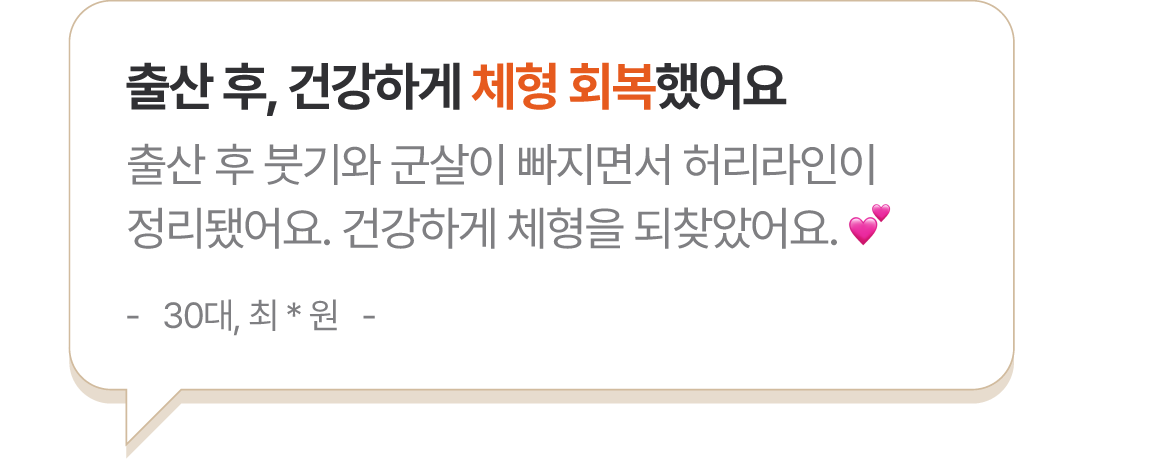 출산 후, 건강하게 체형 회복했어요
출산 후 붓기와 군살이 빠지면서 허리라인이
정리됐어요. 건강하게 체형을 되찾았어요. 💕
- 30대, 최 * 원 -